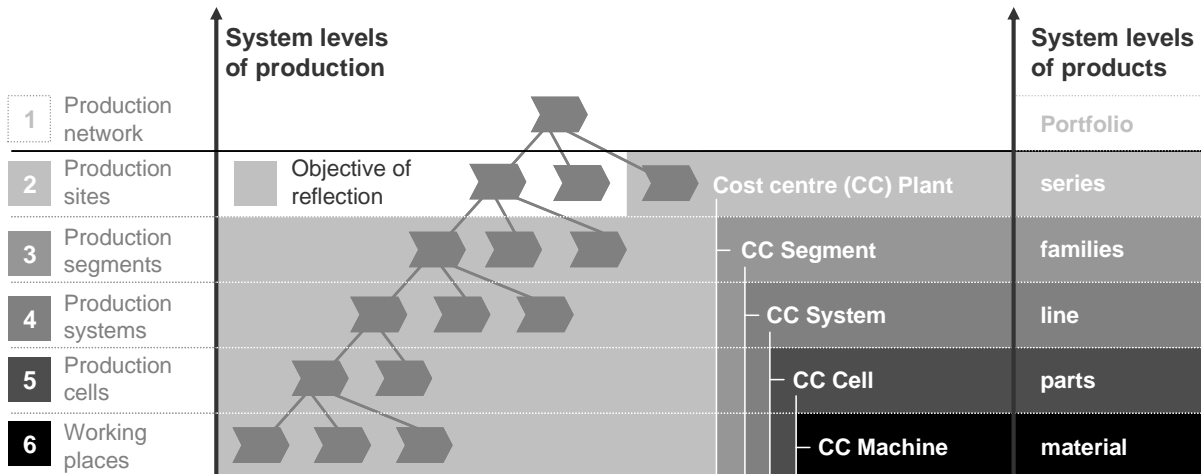 System levels
of production
System levels
of products
1
Production
network
Portfolio
2
Production
sites
Objective of
reflection
Cost centre (CC) Plant
series
3
Production
segments
CC Segment
families
4
Production
systems
CC System
line
5
Production
cells
CC Cell
parts
6
Working
places
CC Machine
material